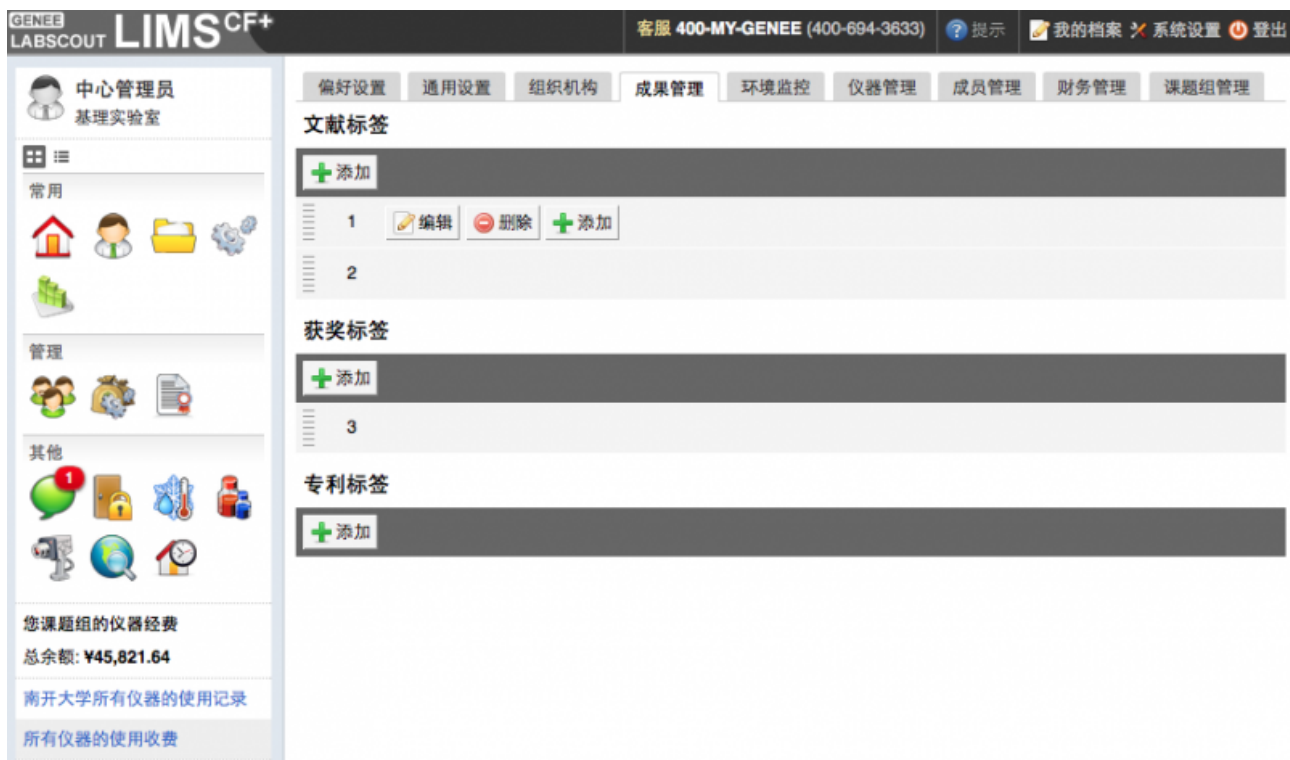 GENEE
LABSCOUT LIMS CF+
客服 400-MY-GENEE (400-694-3633) 提示 我的档案 系统设置 登出
中心管理员
基理实验室
常用
管理
其他
1
您课题组的仪器经费
总余额: ¥45,821.64
南开大学所有仪器的使用记录
所有仪器的使用收费
偏好设置 通用设置 组织机构 成果管理 环境监控 仪器管理 成员管理 财务管理 课题组管理
文献标签
添加
1 编辑 删除 添加
2
获奖标签
添加
3
专利标签
添加